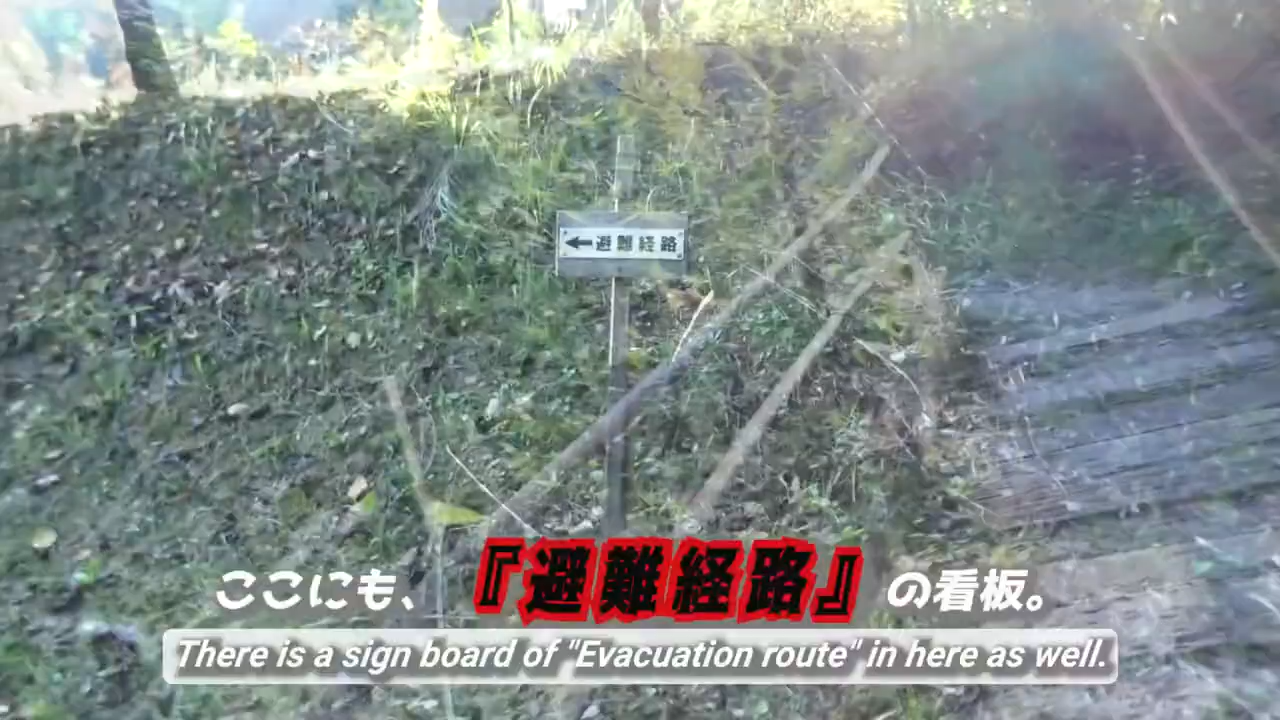 ←避難経路
ここにも、『避難経路』の看板。
There is a sign board of "Evacuation route" in here as well.